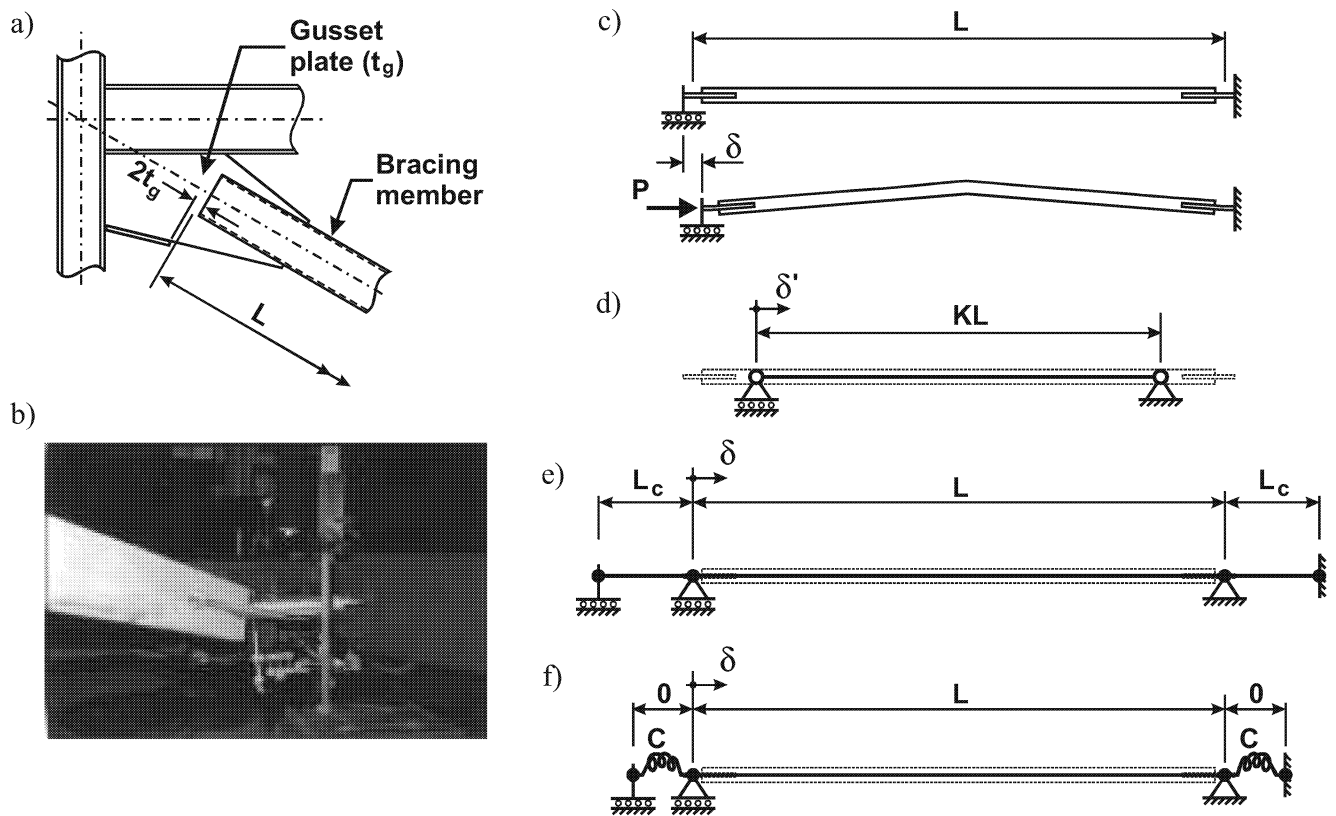 a)
Gusset
plate (tg)
Bracing
member
2tg
L
b)
c)
L
δ
P
d)
δ'
KL
e)
δ
Lc
L
Lc
f)
δ
0
L
0
C
C